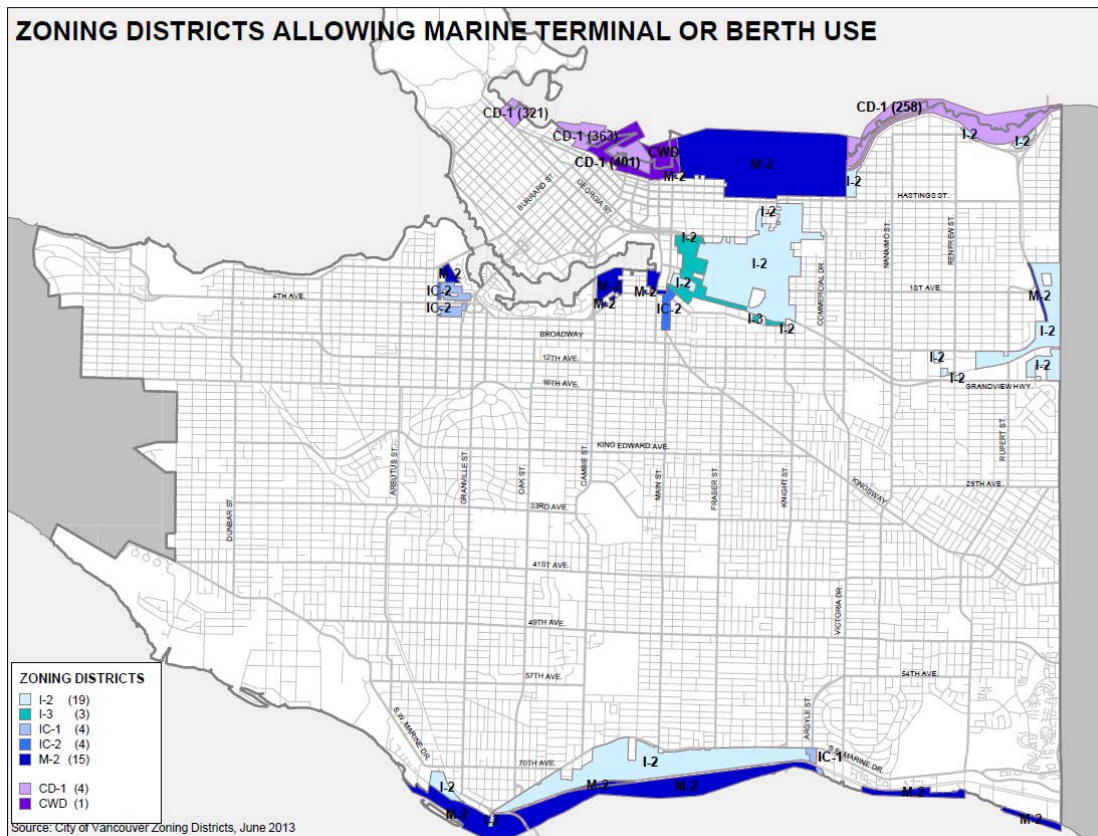 ZONING DISTRICTS ALLOWING MARINE TERMINAL OR BERTH USE
CD-1 (321)
CD-1 (363)
CD-1 (401)
CWD
M-2
M-2
CD-1 (258)
I-2
I-2
I-2
HASTINGS ST.
BURRARD ST.
GEORGIA ST.
NANAIMO ST.
RENFREW ST.
COMMERCIAL DR.
I-2
I-2
I-2
M-2
IC-2
IC-2
4TH AVE.
M-2
M-2
M-2
I-2
IC-2
I-3
I-2
1ST AVE.
M-2
I-2
BROADWAY
12TH AVE.
16TH AVE.
I-2
I-2
I-2
GRANDVIEW HWY.
KING EDWARD AVE.
ARBUTUS ST.
GRANVILLE ST.
OAK ST.
CAMBIE ST.
MAIN ST.
FRASER ST.
KNIGHT ST.
KINGSWAY
RUPERT ST.
29TH AVE.
DUNBAR ST.
33RD AVE.
41ST AVE.
VICTORIA DR.
49TH AVE.
57TH AVE.
54TH AVE.
S.W. MARINE DR.
70TH AVE.
ARGYLE ST.
S.E. MARINE DR.
IC-1
I-2
I-2
M-2
M-2
M-2
M-2
M-2
I-2
ZONING DISTRICTS
I-2 (19)
I-3 (3)
IC-1 (4)
IC-2 (4)
M-2 (15)
CD-1 (4)
CWD (1)
Source: City of Vancouver Zoning Districts, June 2013